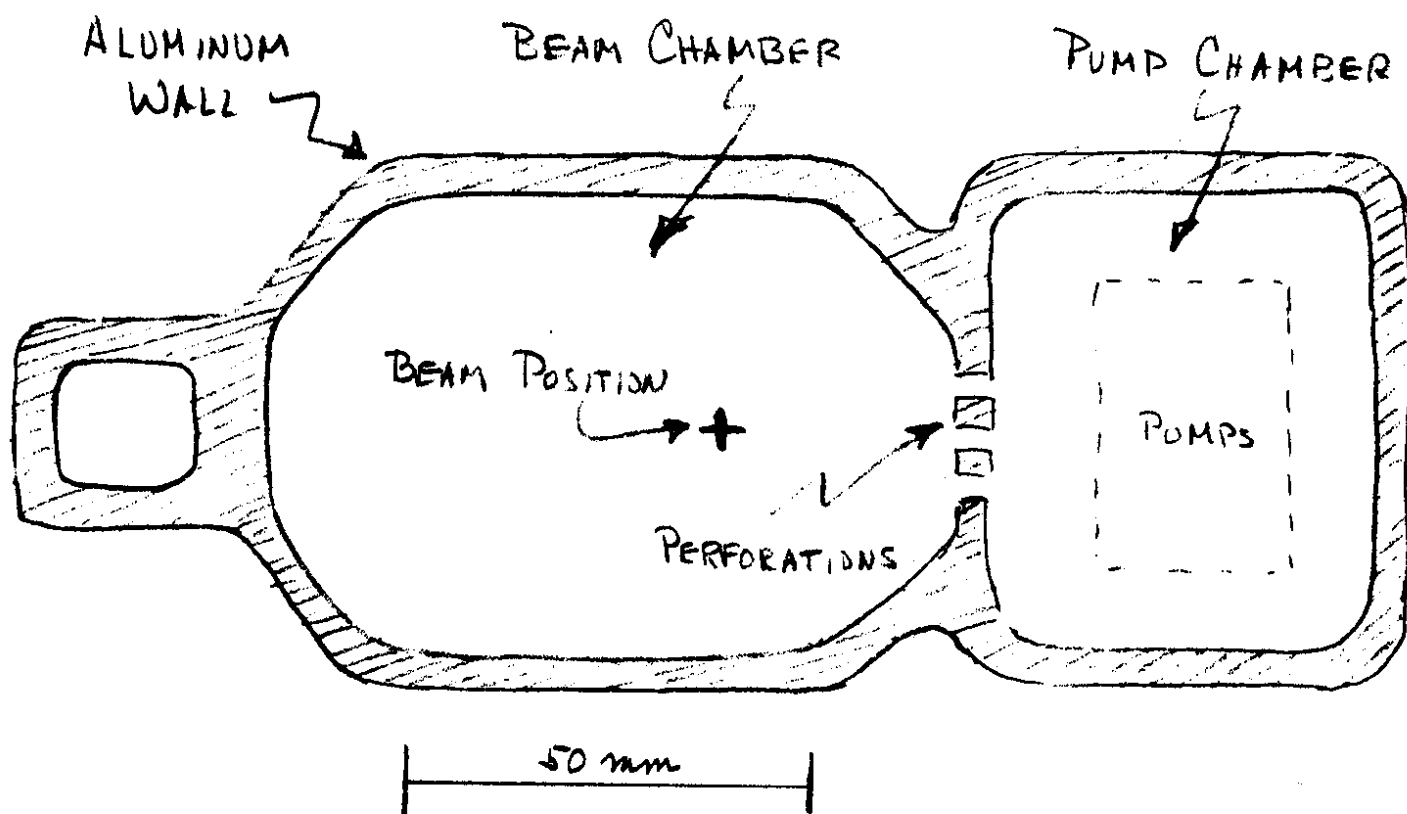 ALUMINUM
WALL
BEAM CHAMBER
PUMP CHAMBER
BEAM POSITION
PUMPS
PERFORATIONS
50 mm